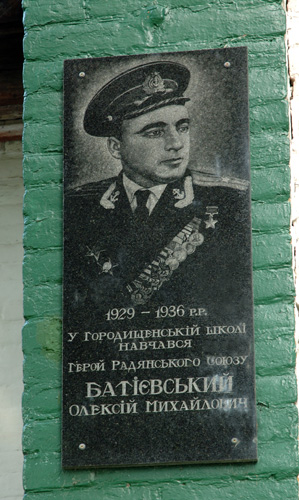 1929 – 1936 р.р.
У Городищенській школі
навчався
Герой Радянського Союзу
БАТІЄВСЬКИЙ
Олексій Михайлович